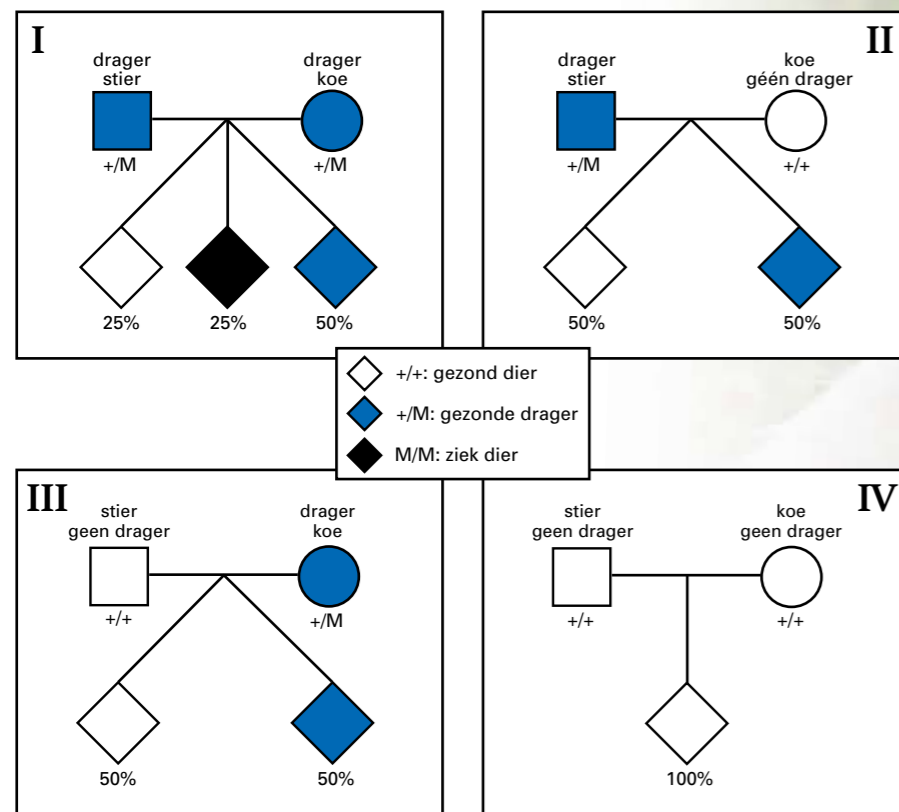 I
drager
stier
drager
koe
+/M
+/M
25%
25%
50%
II
drager
stier
koe
géén drager
+/M
+/+
50%
50%
+/+: gezond dier
+/M: gezonde drager
M/M: ziek dier
III
stier
geen drager
drager
koe
+/+
+/M
50%
50%
IV
stier
geen drager
koe
geen drager
+/+
+/+
100%